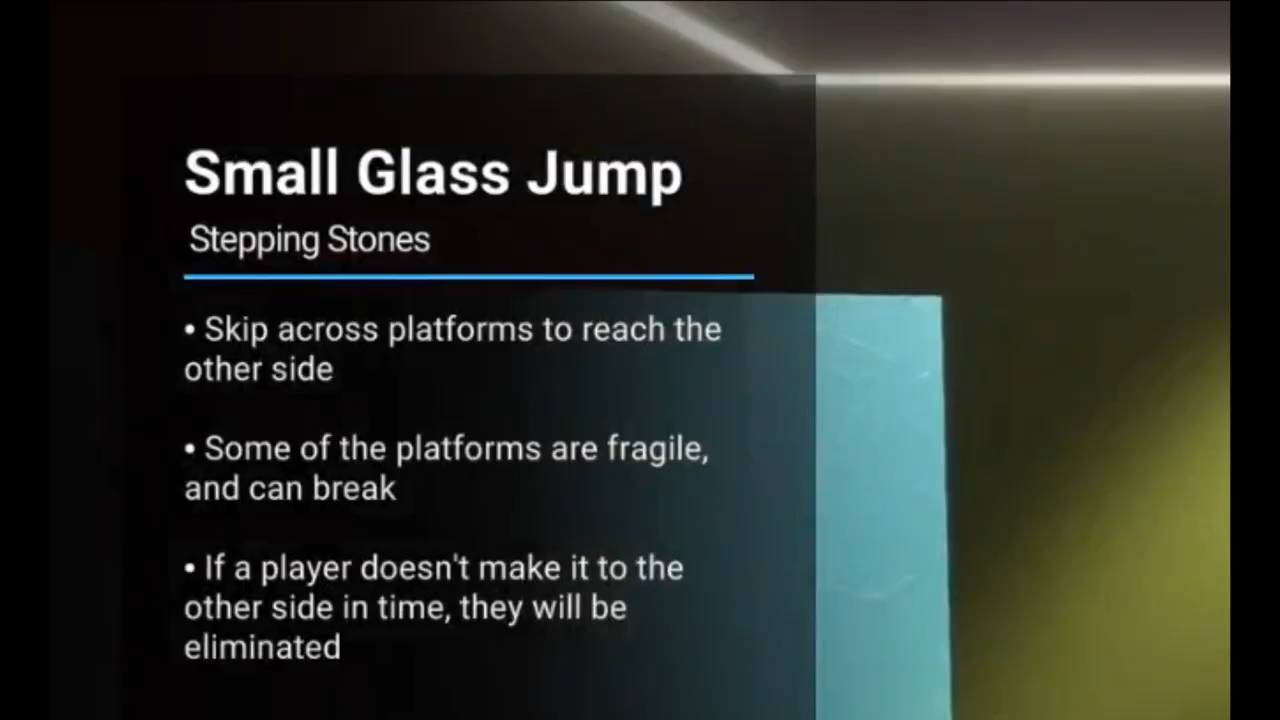 Small Glass Jump
Stepping Stones
• Skip across platforms to reach the
other side
• Some of the platforms are fragile,
and can break
• If a player doesn't make it to the
other side in time, they will be
eliminated